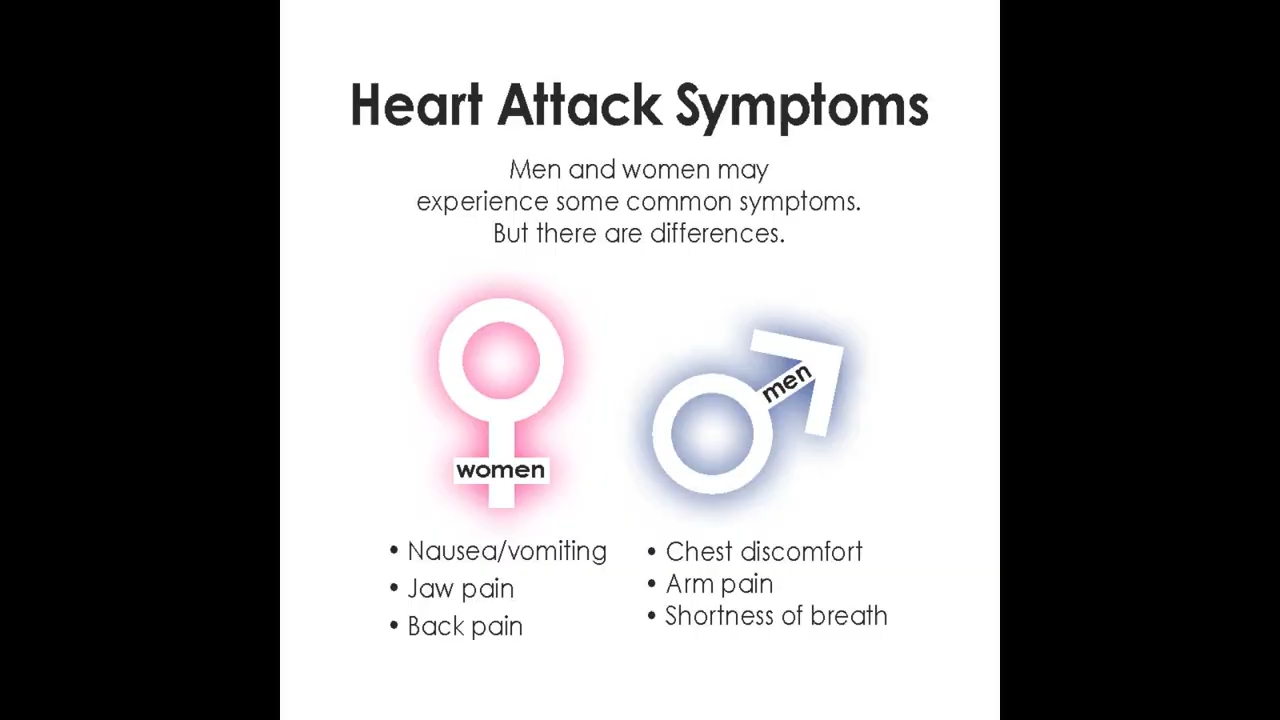 Heart Attack Symptoms
Men and women may
experience some common symptoms.
But there are differences.
women
men
• Nausea/vomiting
• Jaw pain
• Back pain
• Chest discomfort
• Arm pain
• Shortness of breath